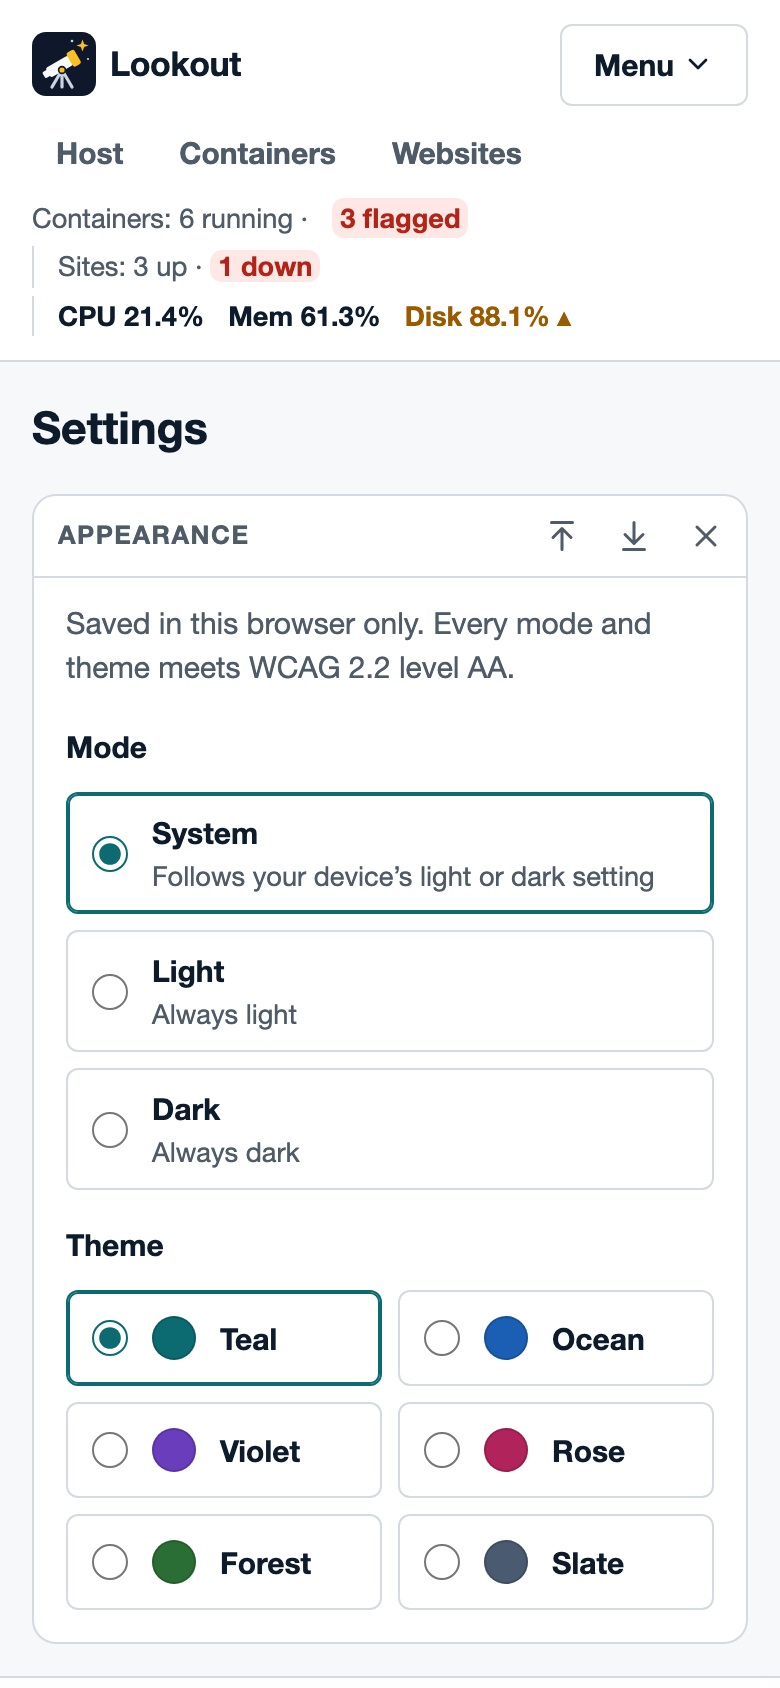 Lookout
Menu
Host Containers Websites
Containers: 6 running · 3 flagged
Sites: 3 up · 1 down
CPU 21.4% Mem 61.3% Disk 88.1% ▲
Settings
APPEARANCE
Saved in this browser only. Every mode and
theme meets WCAG 2.2 level AA.
Mode
System
Follows your device’s light or dark setting
Light
Always light
Dark
Always dark
Theme
Teal Ocean
Violet Rose
Forest Slate